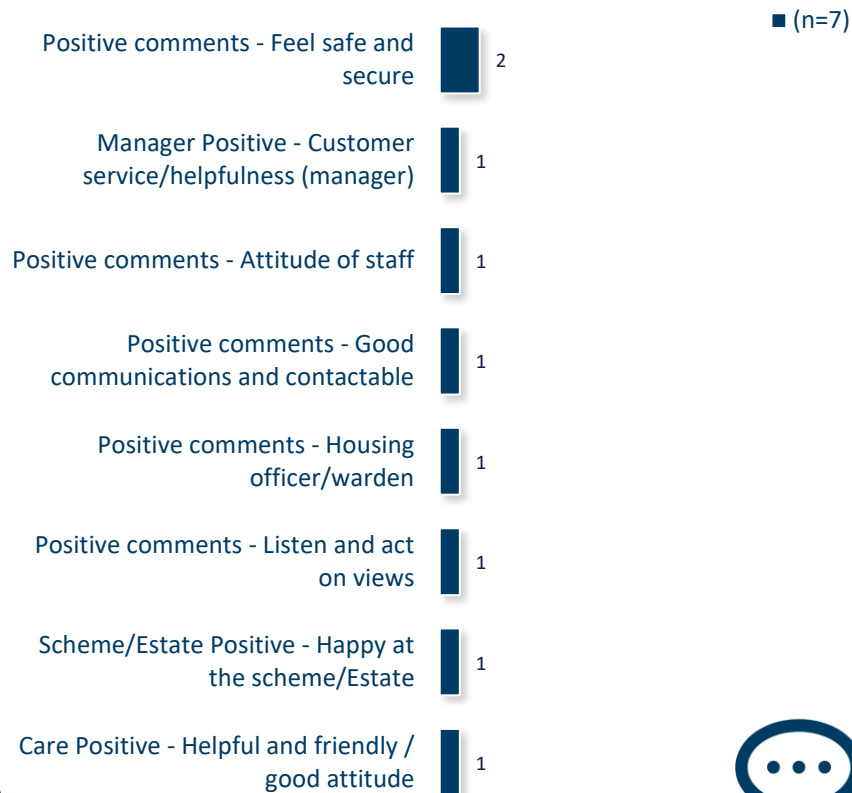 ■ (n=7)
Positive comments - Feel safe and
secure
2
Manager Positive - Customer
service/helpfulness (manager)
1
Positive comments - Attitude of staff
1
Positive comments - Good
communications and contactable
1
Positive comments - Housing
officer/warden
1
Positive comments - Listen and act
on views
1
Scheme/Estate Positive - Happy at
the scheme/Estate
1
Care Positive - Helpful and friendly /
good attitude
1